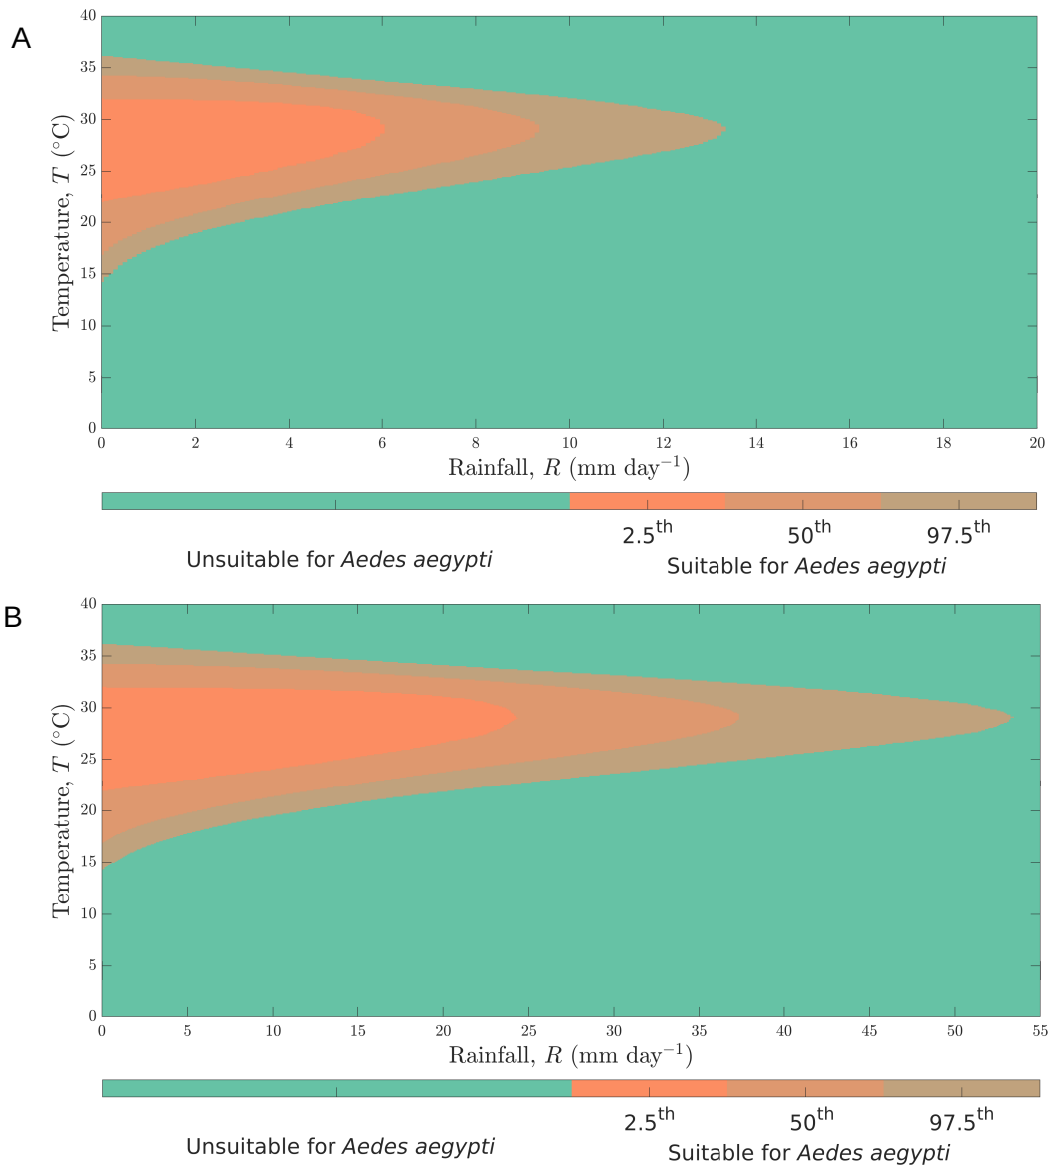 A
40
35
30
25
20
15
10
5
0
Temperature, T (°C)
0 2 4 6 8 10 12 14 16 18 20
Rainfall, R (mm day⁻¹)
2.5th 50th 97.5th
Unsuitable for Aedes aegypti
Suitable for Aedes aegypti
B
40
35
30
25
20
15
10
5
0
Temperature, T (°C)
0 5 10 15 20 25 30 35 40 45 50 55
Rainfall, R (mm day⁻¹)
2.5th 50th 97.5th
Unsuitable for Aedes aegypti
Suitable for Aedes aegypti